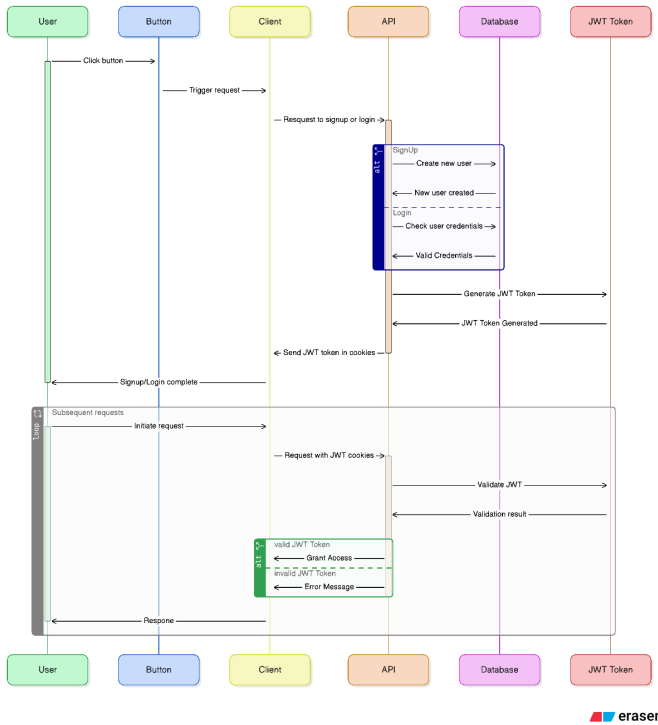 User Button Client API Database JWT Token
Click button
Trigger request
Resquest to signup or login
alt
SignUp
Create new user
New user created
Login
Check user credentials
Valid Credentials
Generate JWT Token
JWT Token Generated
Send JWT token in cookies
Signup/Login complete
loop
Subsequent requests
Initiate request
Request with JWT cookies
Validate JWT
Validation result
alt
valid JWT Token
Grant Access
invalid JWT Token
Error Message
Respone
User Button Client API Database JWT Token
eraser